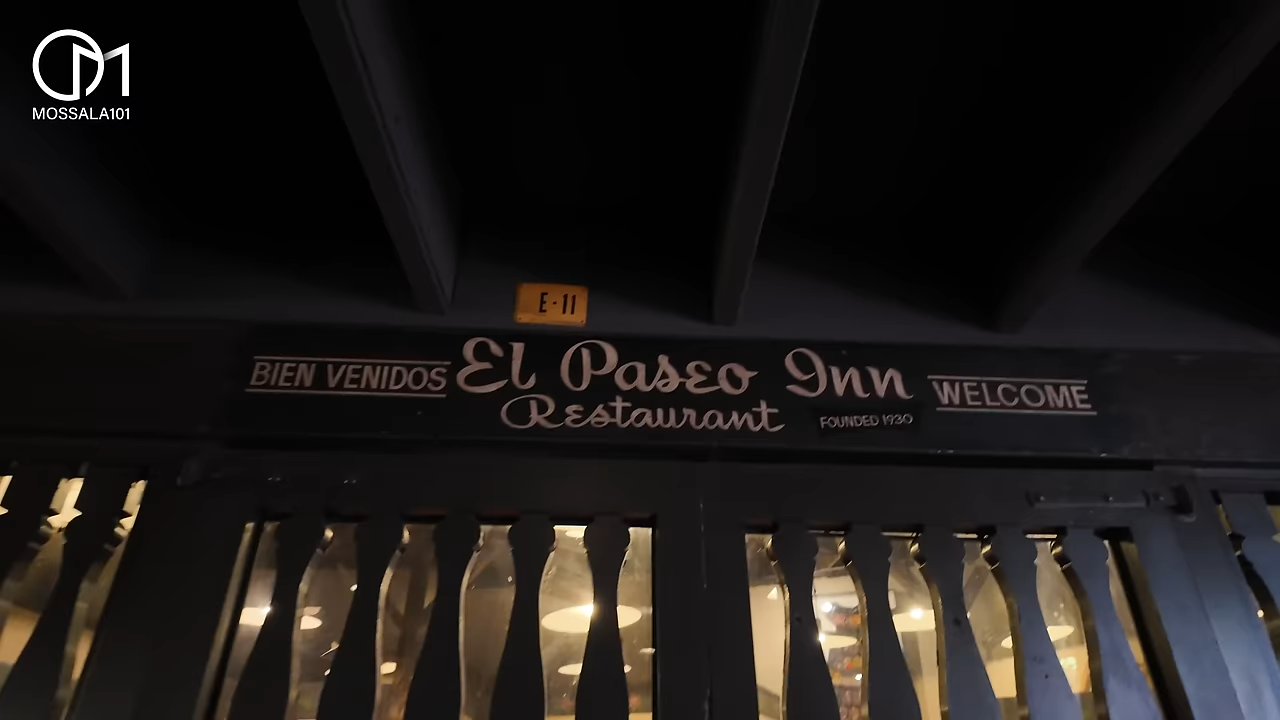 MOSSALA101
E-11
BIEN VENIDOS El Paseo Inn WELCOME
Restaurant FOUNDED 1930